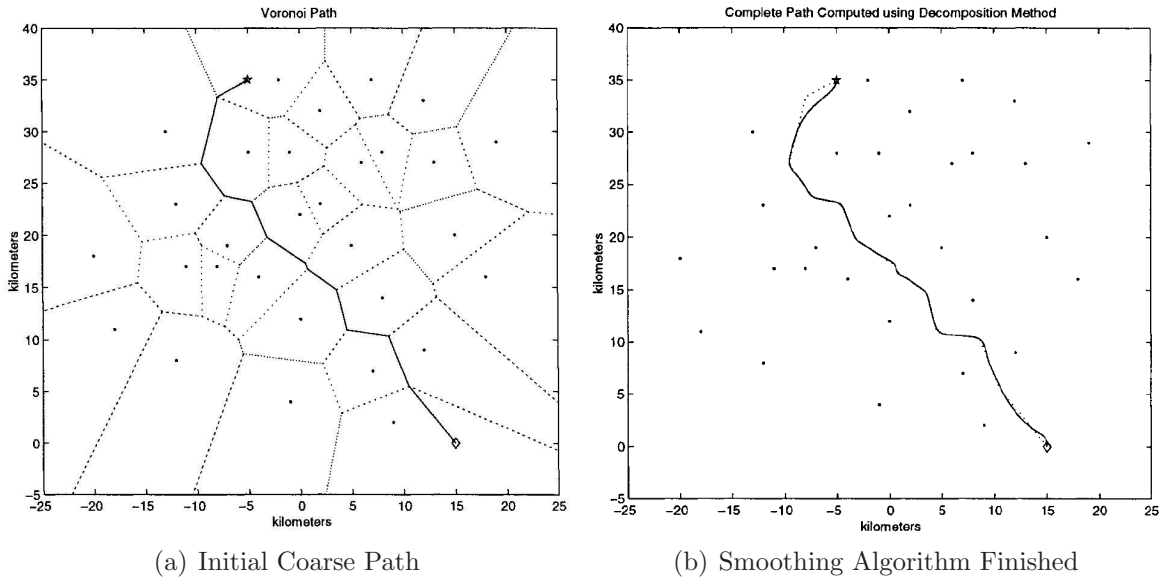 Voronoi Path
40
35
30
25
20
15
10
5
0
−5
kilometers
−25 −20 −15 −10 −5 0 5 10 15 20 25
kilometers
(a) Initial Coarse Path
Complete Path Computed using Decomposition Method
40
35
30
25
20
15
10
5
0
−5
kilometers
−25 −20 −15 −10 −5 0 5 10 15 20 25
kilometers
(b) Smoothing Algorithm Finished